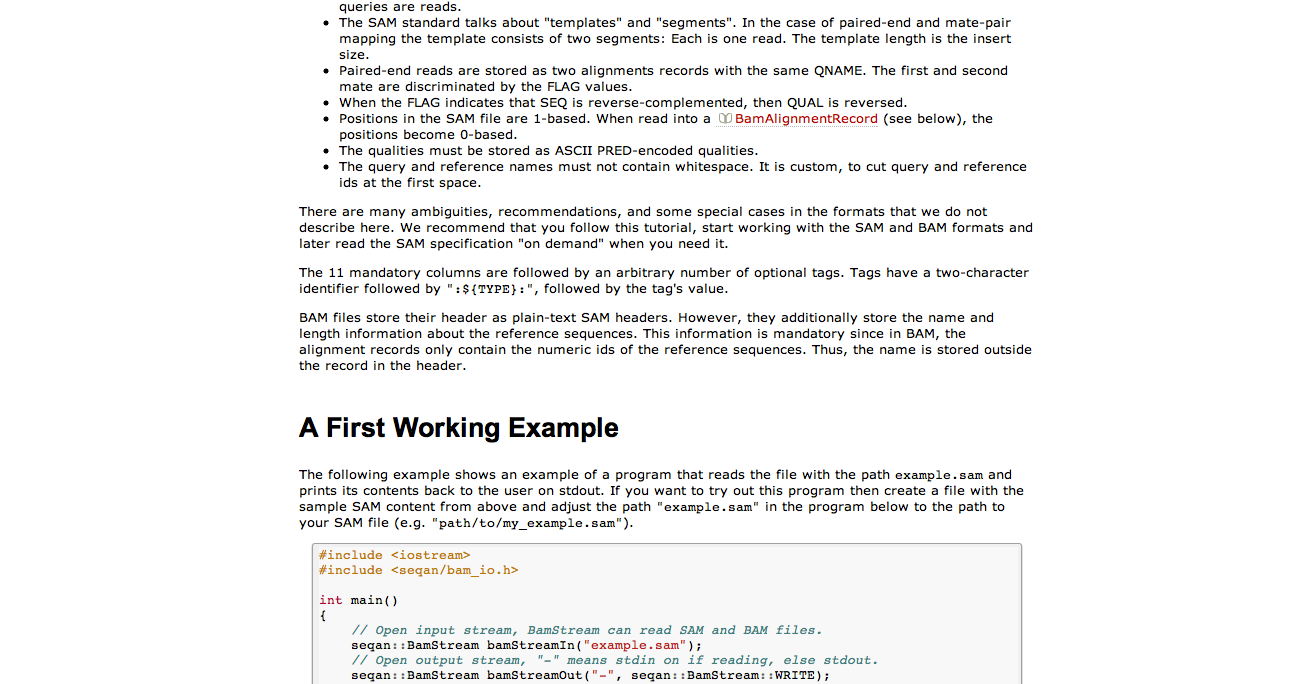 queries are reads.
• The SAM standard talks about "templates" and "segments". In the case of paired-end and mate-pair
mapping the template consists of two segments: Each is one read. The template length is the insert
size.
• Paired-end reads are stored as two alignments records with the same QNAME. The first and second
mate are discriminated by the FLAG values.
• When the FLAG indicates that SEQ is reverse-complemented, then QUAL is reversed.
• Positions in the SAM file are 1-based. When read into a BamAlignmentRecord (see below), the
positions become 0-based.
• The qualities must be stored as ASCII PRED-encoded qualities.
• The query and reference names must not contain whitespace. It is custom, to cut query and reference
ids at the first space.
There are many ambiguities, recommendations, and some special cases in the formats that we do not
describe here. We recommend that you follow this tutorial, start working with the SAM and BAM formats and
later read the SAM specification "on demand" when you need it.
The 11 mandatory columns are followed by an arbitrary number of optional tags. Tags have a two-character
identifier followed by ":${TYPE}:", followed by the tag's value.
BAM files store their header as plain-text SAM headers. However, they additionally store the name and
length information about the reference sequences. This information is mandatory since in BAM, the
alignment records only contain the numeric ids of the reference sequences. Thus, the name is stored outside
the record in the header.
A First Working Example
The following example shows an example of a program that reads the file with the path example.sam and
prints its contents back to the user on stdout. If you want to try out this program then create a file with the
sample SAM content from above and adjust the path "example.sam" in the program below to the path to
your SAM file (e.g. "path/to/my_example.sam").
#include <iostream>
#include <seqan/bam_io.h>
int main()
{
// Open input stream, BamStream can read SAM and BAM files.
seqan::BamStream bamStreamIn("example.sam");
// Open output stream, "-" means stdin on if reading, else stdout.
seqan::BamStream bamStreamOut("-", seqan::BamStream::WRITE);